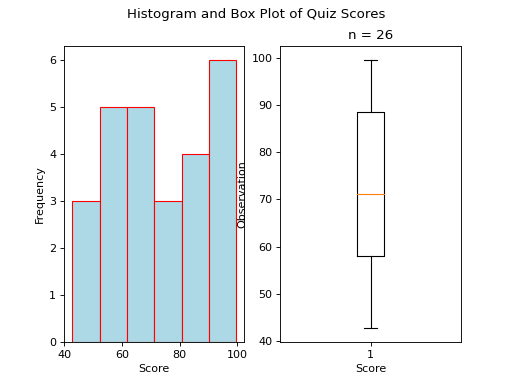 Histogram and Box Plot of Quiz Scores
Frequency
6
5
4
3
2
1
0
40 60 80 100
Score
n = 26
Observation
100
90
80
70
60
50
40
1
Score